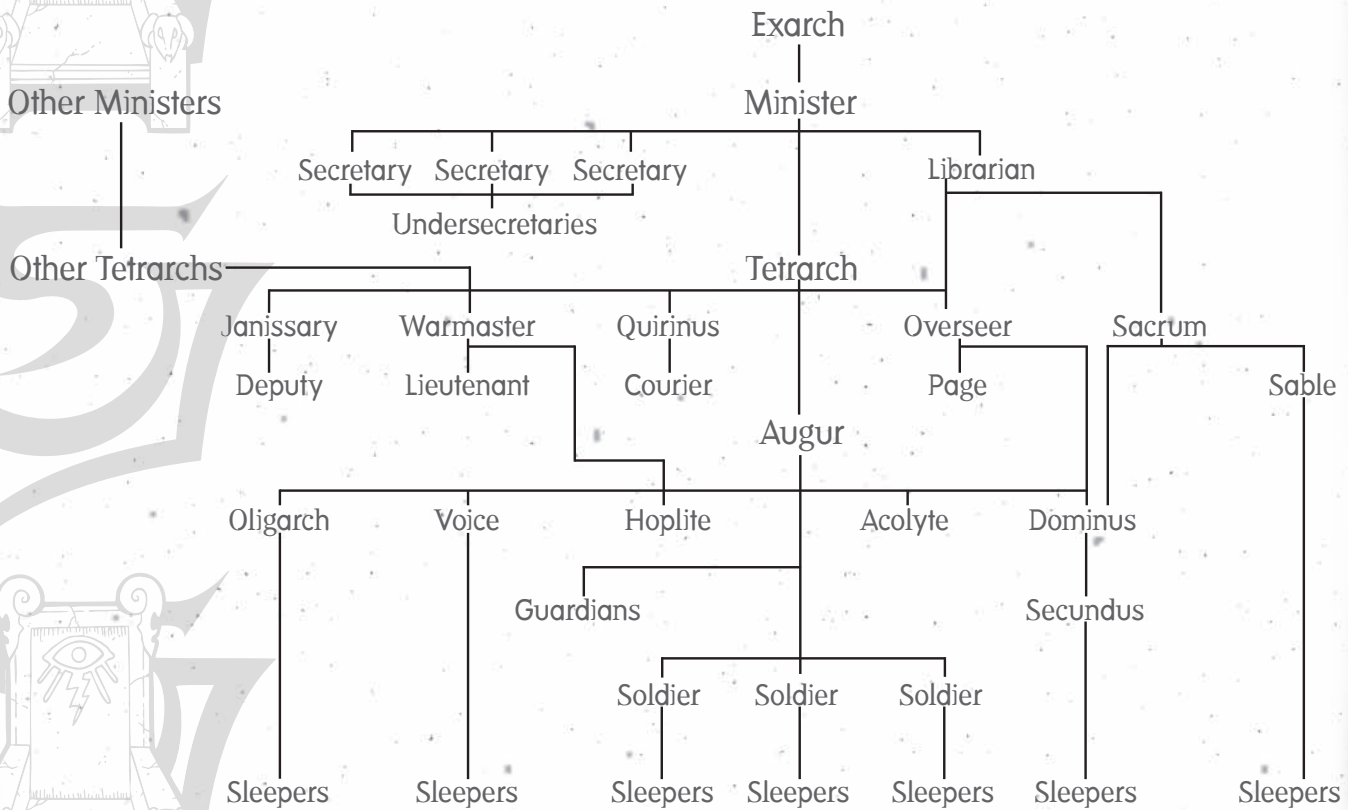 Exarch
Other Ministers Minister
Secretary Secretary Secretary Librarian
Undersecretaries
Other Tetrarchs Tetrarch
Janissary Warmaster Quirinus Overseer Sacrum
Deputy Lieutenant Courier Page Sable
Augur
Oligarch Voice Hoplite Acolyte Dominus
Guardians Secundus
Soldier Soldier Soldier
Sleepers Sleepers Sleepers Sleepers Sleepers Sleepers Sleepers